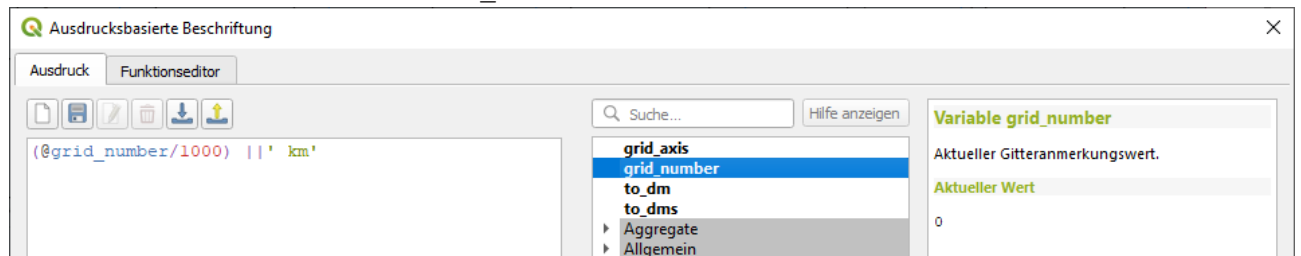 Ausdrucksbasierte Beschriftung
Ausdruck Funktionseditor
Suche... Hilfe anzeigen
(@grid_number/1000) ||' km'
grid_axis
grid_number
to_dm
to_dms
Aggregate
Allgemein
Variable grid_number
Aktueller Gitteranmerkungswert.
Aktueller Wert
0